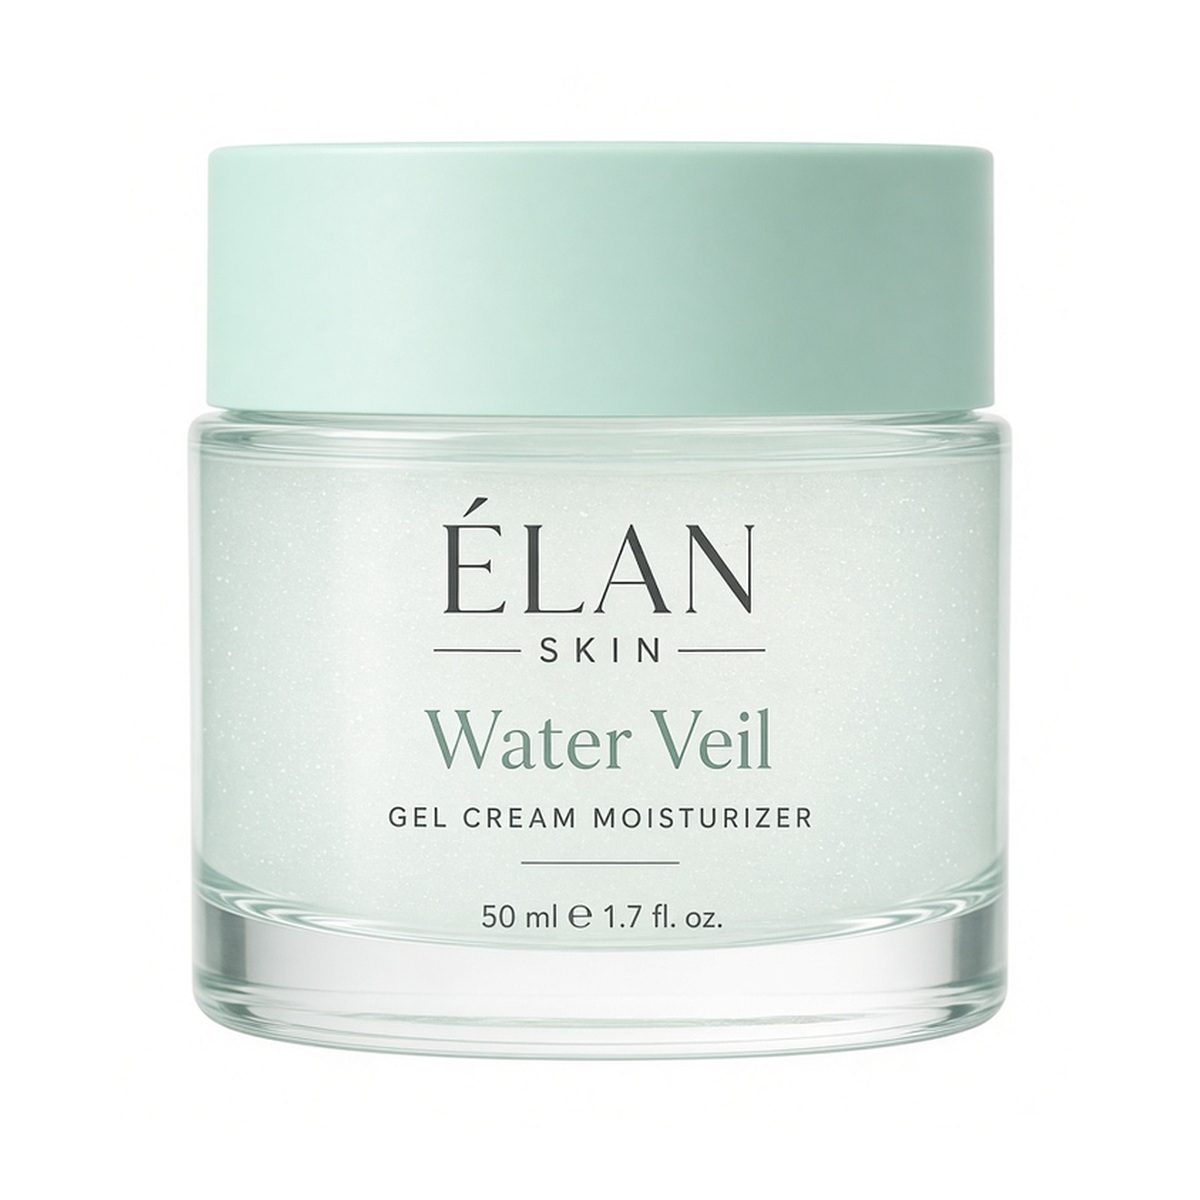 ÉLAN
SKIN
Water Veil
GEL CREAM MOISTURIZER
50 ml ℮ 1.7 fl. oz.